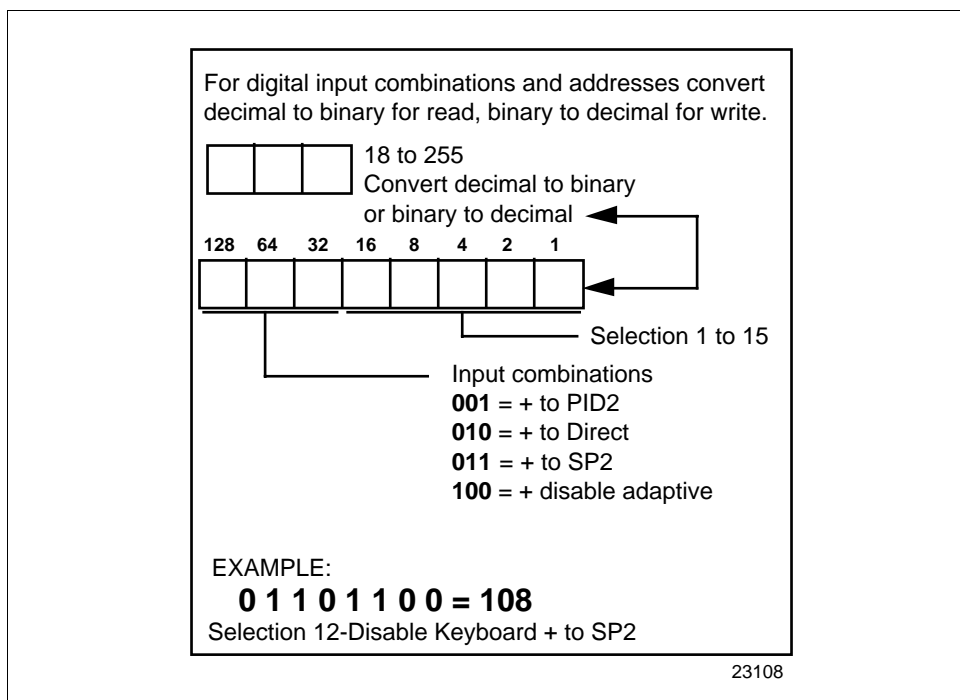 For digital input combinations and addresses convert
decimal to binary for read, binary to decimal for write.
18 to 255
Convert decimal to binary
or binary to decimal
128 64 32 16 8 4 2 1
Selection 1 to 15
Input combinations
001 = + to PID2
010 = + to Direct
011 = + to SP2
100 = + disable adaptive
EXAMPLE:
0 1 1 0 1 1 0 0 = 108
Selection 12-Disable Keyboard + to SP2
23108